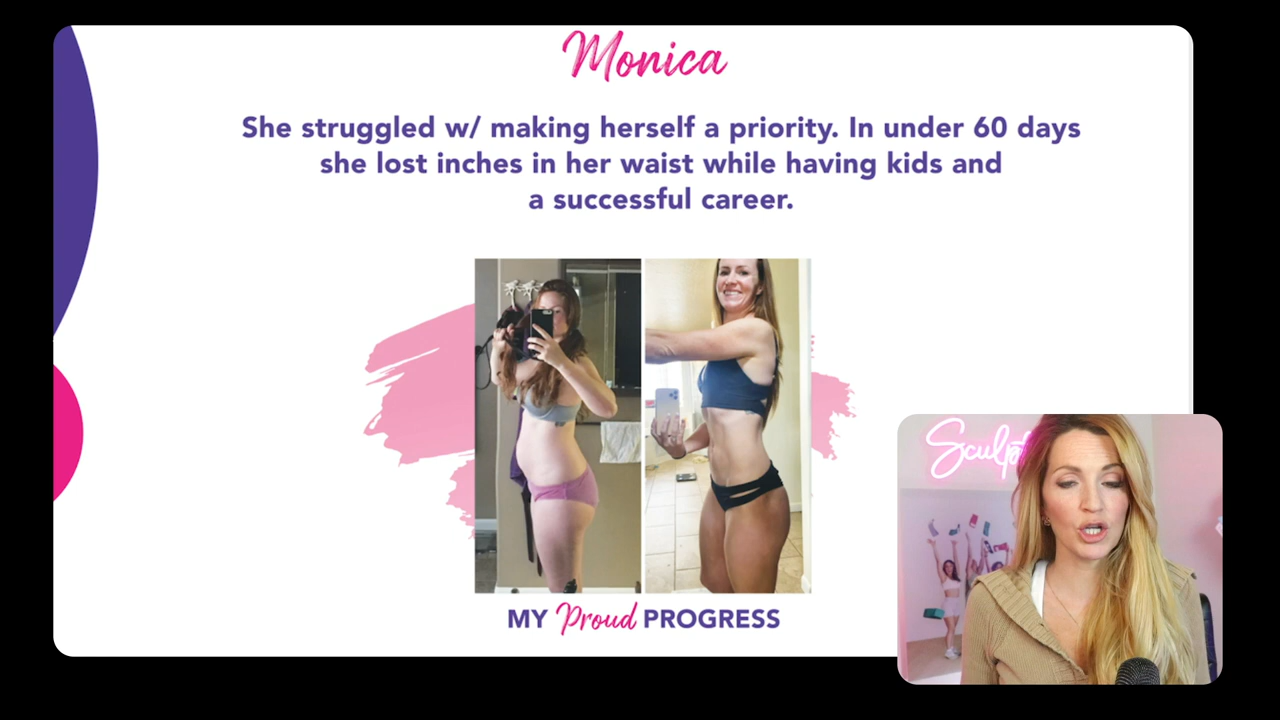 Monica
She struggled w/ making herself a priority. In under 60 days
she lost inches in her waist while having kids and
a successful career.
MY Proud PROGRESS